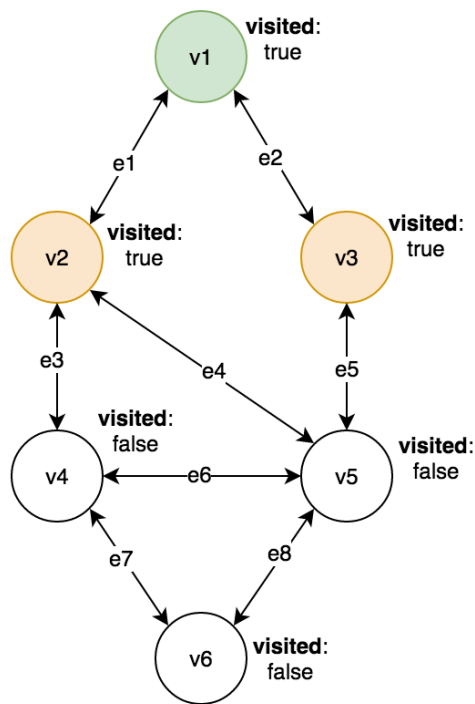 visited:
true
v1
e1
e2
visited:
true
v2
visited:
true
v3
e3
e4
e5
visited:
false
v4
e6
v5
visited:
false
e7
e8
v6
visited:
false